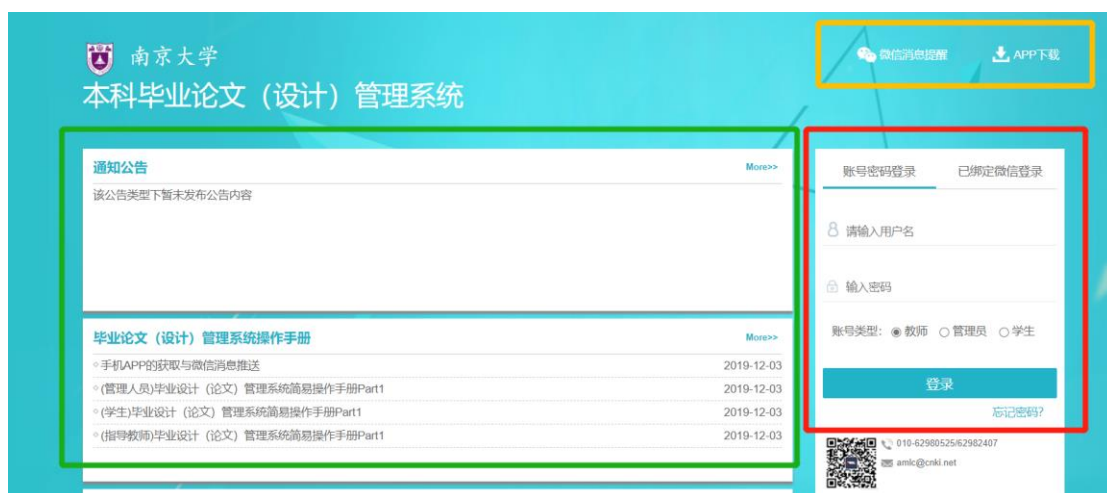 南京大学
本科毕业论文（设计）管理系统
微信消息提醒 APP下载
通知公告 More>>
该公告类型下暂未发布公告内容
毕业论文（设计）管理系统操作手册 More>>
手机APP的获取与微信消息推送 2019-12-03
(管理人员)毕业设计（论文）管理系统简易操作手册Part1 2019-12-03
(学生)毕业设计（论文）管理系统简易操作手册Part1 2019-12-03
(指导教师)毕业设计（论文）管理系统简易操作手册Part1 2019-12-03
账号密码登录 已绑定微信登录
请输入用户名
输入密码
账号类型: 教师 管理员 学生
登录
忘记密码?
010-62980525/62982407
amlc@cnki.net